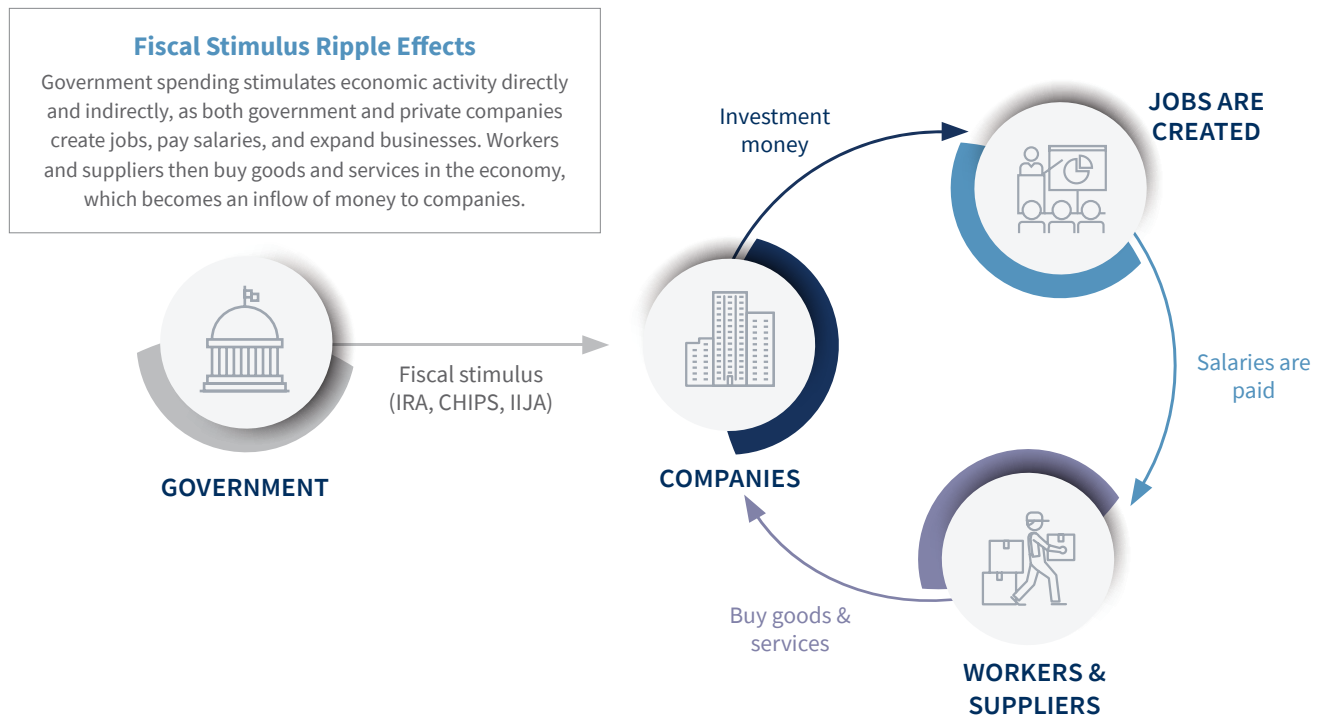 Fiscal Stimulus Ripple Effects
Government spending stimulates economic activity directly
and indirectly, as both government and private companies
create jobs, pay salaries, and expand businesses. Workers
and suppliers then buy goods and services in the economy,
which becomes an inflow of money to companies.
Investment
money
JOBS ARE
CREATED
Fiscal stimulus
(IRA, CHIPS, IIJA)
Salaries are
paid
GOVERNMENT
COMPANIES
Buy goods &
services
WORKERS &
SUPPLIERS